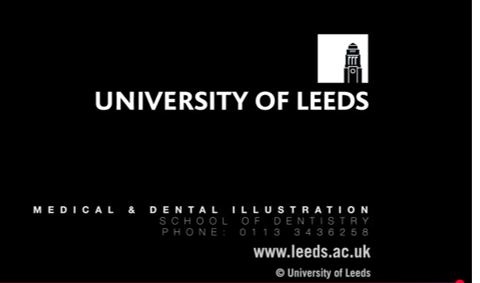 UNIVERSITY OF LEEDS
MEDICAL & DENTAL ILLUSTRATION
SCHOOL OF DENTISTRY
PHONE: 0113 3436258
www.leeds.ac.uk
© University of Leeds